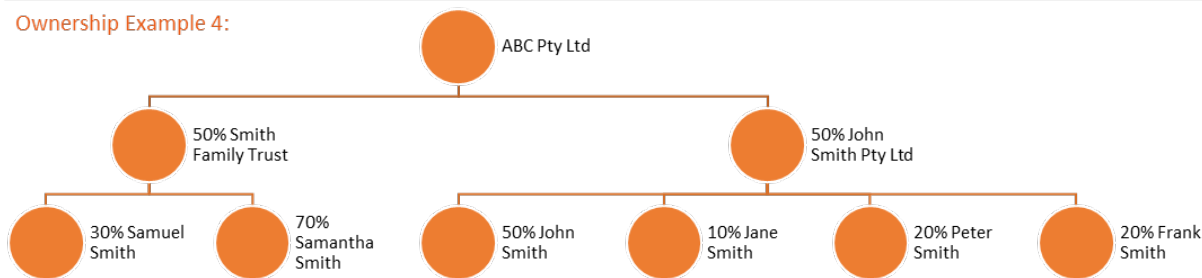 Ownership Example 4:
ABC Pty Ltd
50% Smith
Family Trust
50% John
Smith Pty Ltd
30% Samuel
Smith
70%
Samantha
Smith
50% John
Smith
10% Jane
Smith
20% Peter
Smith
20% Frank
Smith